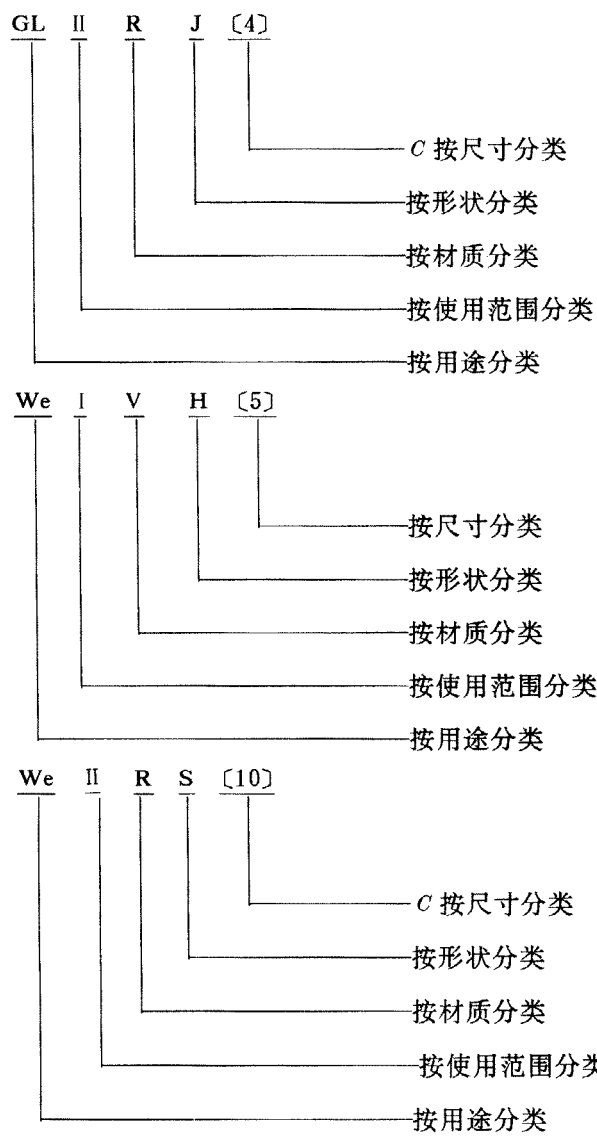 GL Ⅱ R J 〔4〕
C 按尺寸分类
按形状分类
按材质分类
按使用范围分类
按用途分类
We Ⅰ V H 〔5〕
按尺寸分类
按形状分类
按材质分类
按使用范围分类
按用途分类
We Ⅱ R S 〔10〕
C 按尺寸分类
按形状分类
按材质分类
按使用范围分类
按用途分类